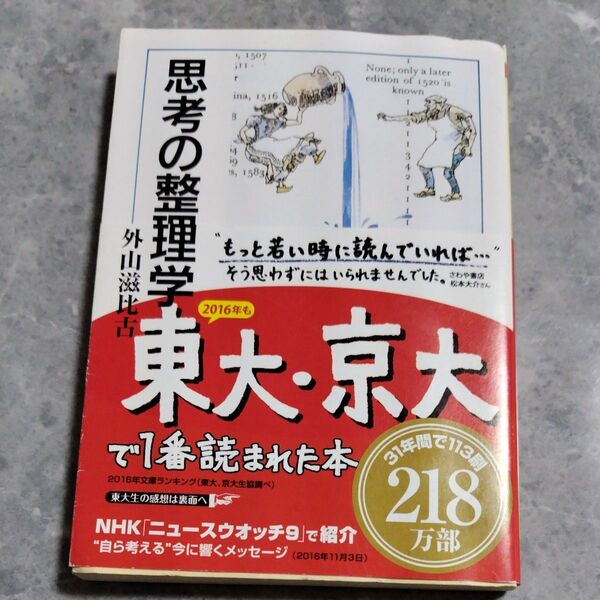 思考の整理学
外山滋比古
, 1507
11-
ina, 1516
, 1583
None; only a later
edition of 1520 is
known
"もっと若い時に読んでいれば…"
そう思わずにはいられませんでした。
さわや書店
松本大介さん
2016年も
東大・京大
で1番読まれた本
2016年文庫ランキング(東大、京大生協調べ)
東大生の感想は裏面へ
31年間で113刷
218
万部
NHK「ニュースウオッチ9」で紹介
"自ら考える"今に響くメッセージ(2016年11月3日)